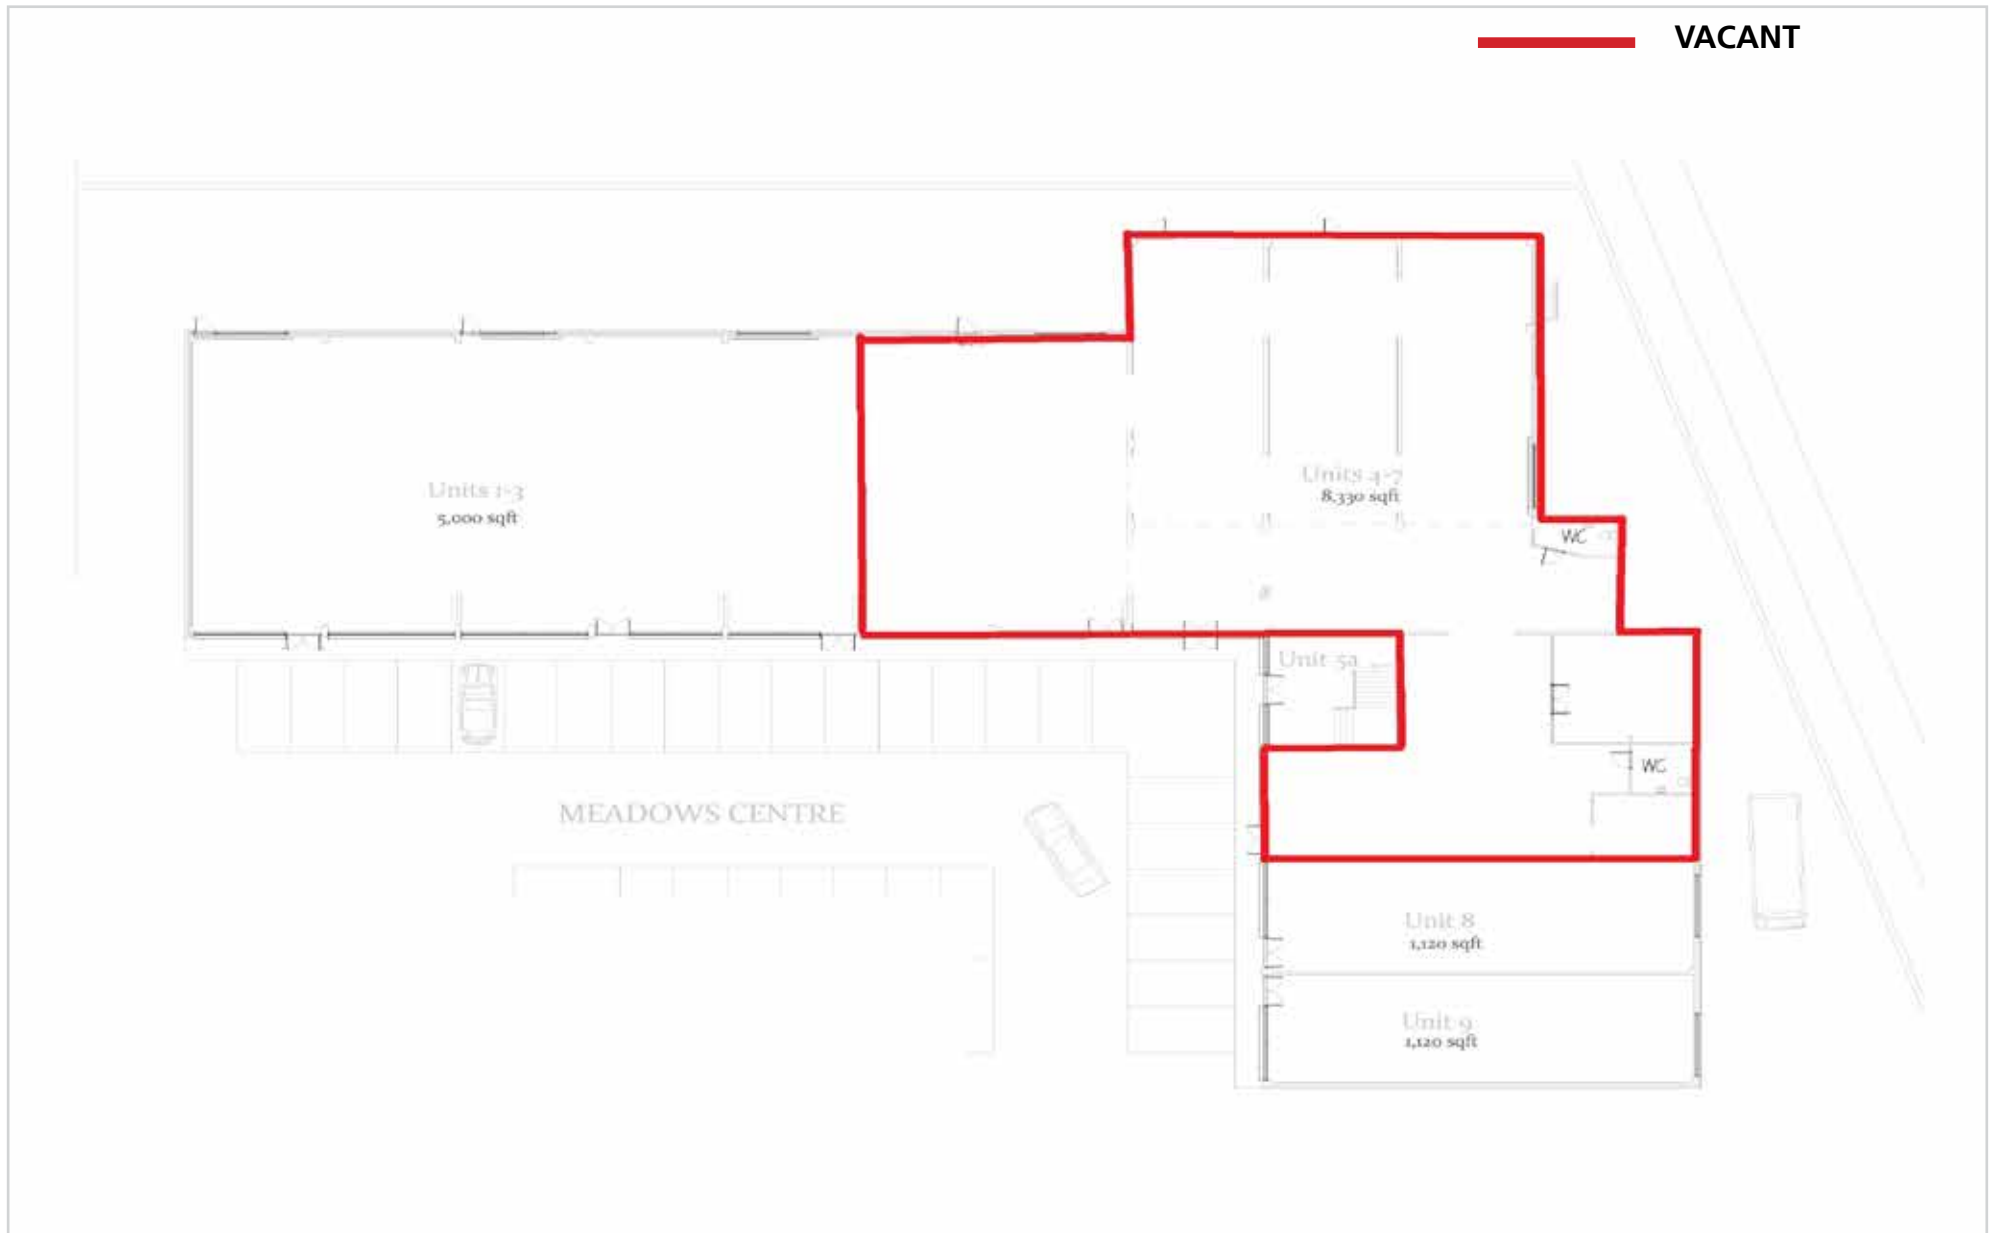 VACANT
Units 1-3
5,000 sqft
Units 4-7
8,330 sqft
WC
Unit 5a
WC
MEADOWS CENTRE
Unit 8
1,120 sqft
Unit 9
1,120 sqft